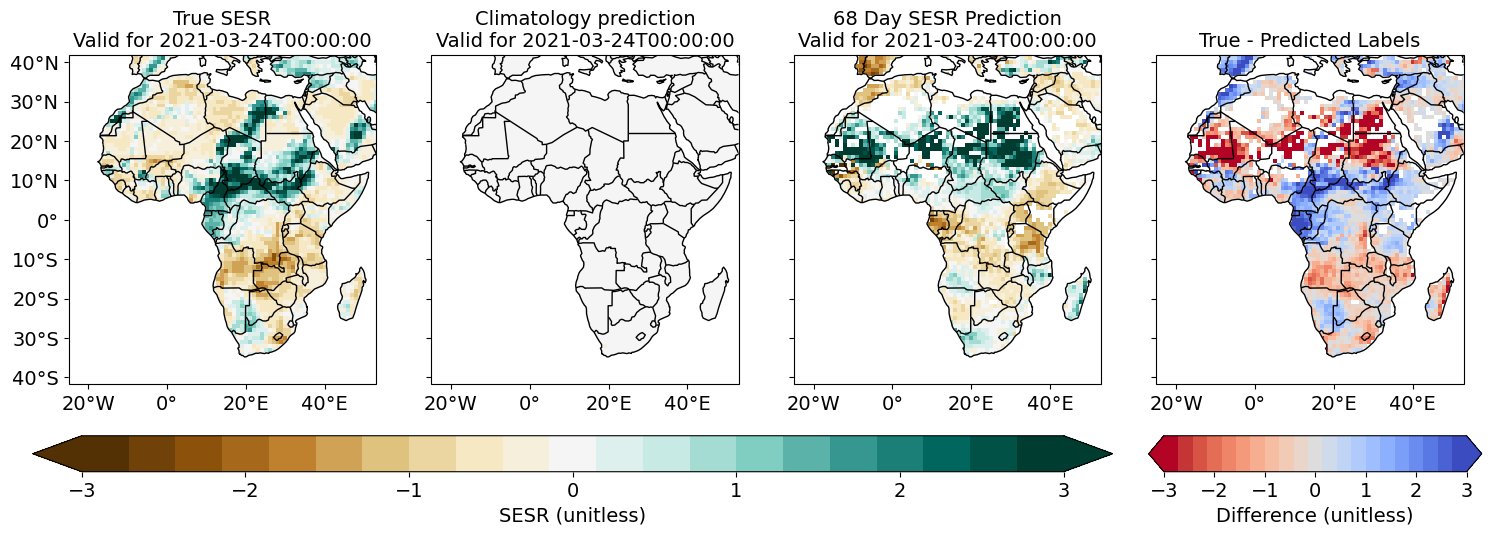 True SESR
Valid for 2021-03-24T00:00:00
Climatology prediction
Valid for 2021-03-24T00:00:00
68 Day SESR Prediction
Valid for 2021-03-24T00:00:00
True - Predicted Labels
40°N
30°N
20°N
10°N
0°
10°S
20°S
30°S
40°S
20°W 0° 20°E 40°E
20°W 0° 20°E 40°E
20°W 0° 20°E 40°E
20°W 0° 20°E 40°E
−3 −2 −1 0 1 2 3
SESR (unitless)
−3 −2 −1 0 1 2 3
Difference (unitless)